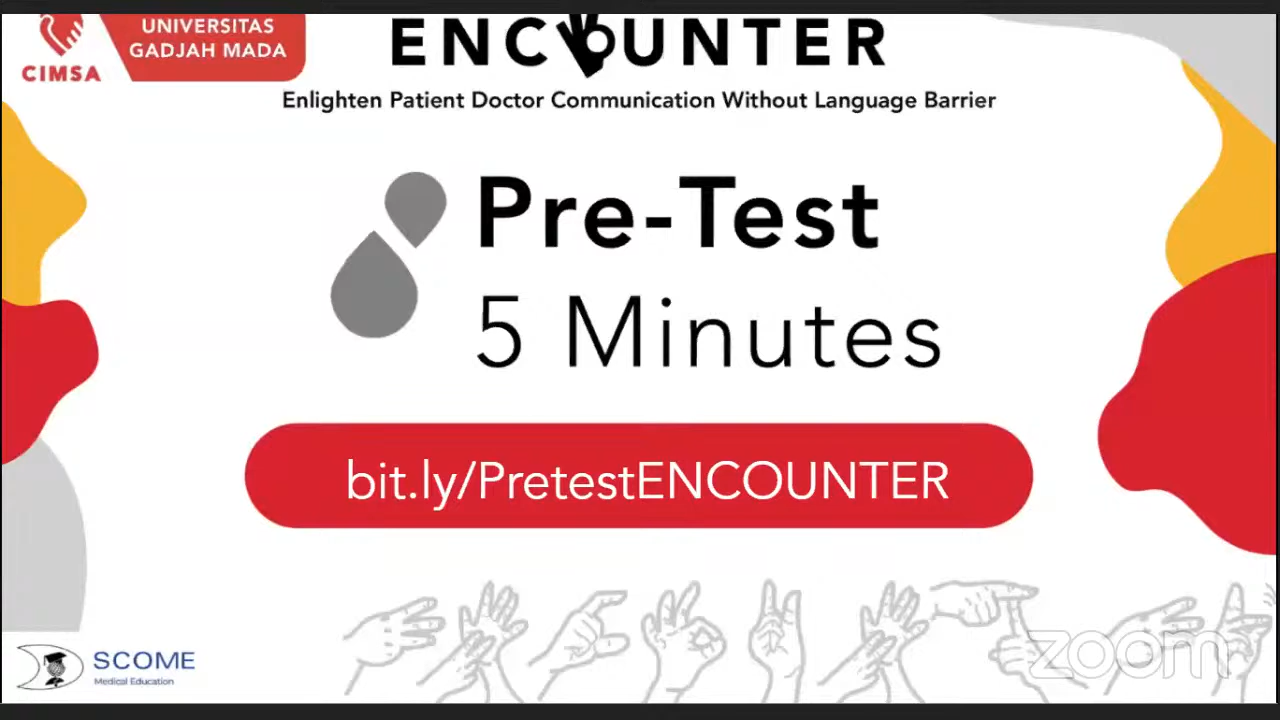 CIMSA
UNIVERSITAS
GADJAH MADA
ENCOUNTER
Enlighten Patient Doctor Communication Without Language Barrier
Pre-Test
5 Minutes
bit.ly/PretestENCOUNTER
SCOME
Medical Education
zoom